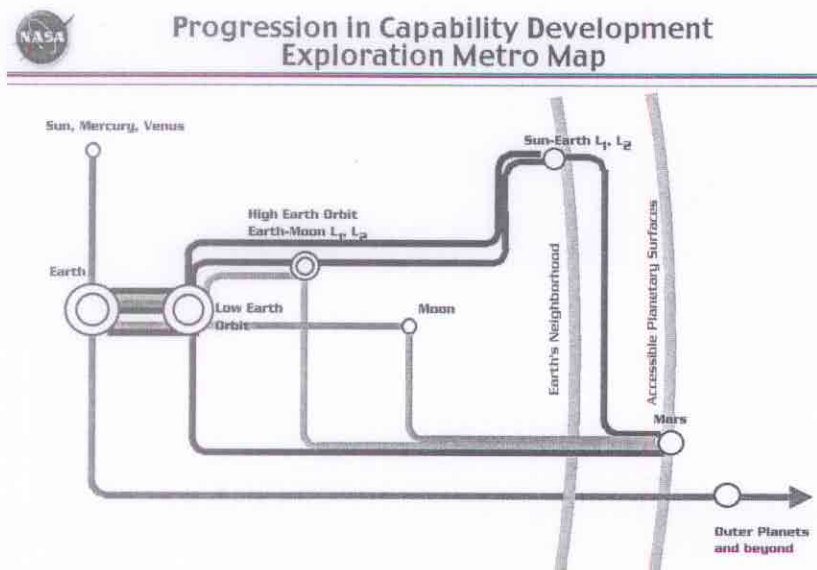 NASA
Progression in Capability Development
Exploration Metro Map
Sun, Mercury, Venus
Sun-Earth L1, L2
High Earth Orbit
Earth-Moon L1, L2
Earth
Low Earth
Orbit
Moon
Earth's Neighborhood
Accessible Planetary Surfaces
Mars
Outer Planets
and beyond